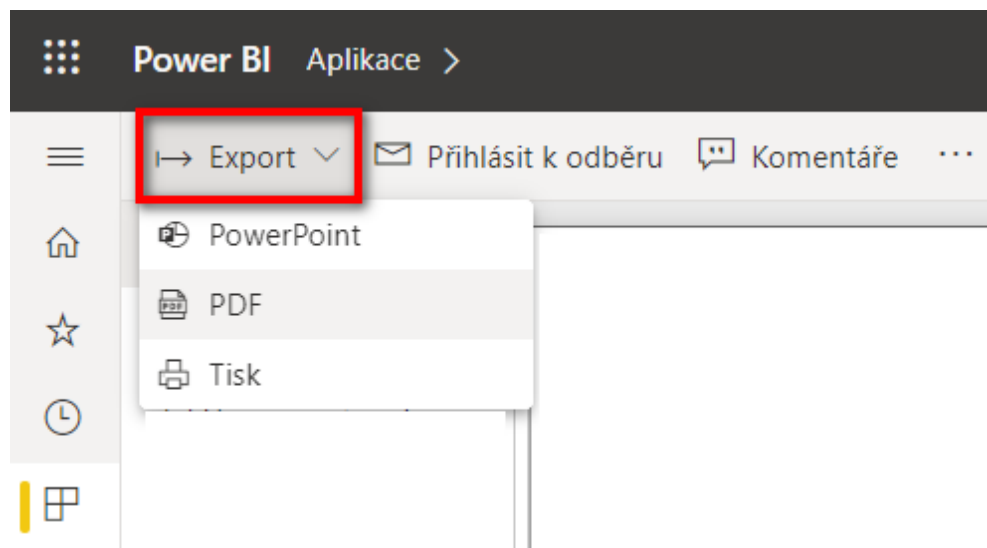 Power BI Aplikace >
Export Přihlásit k odběru Komentáře ...
PowerPoint
PDF
Tisk